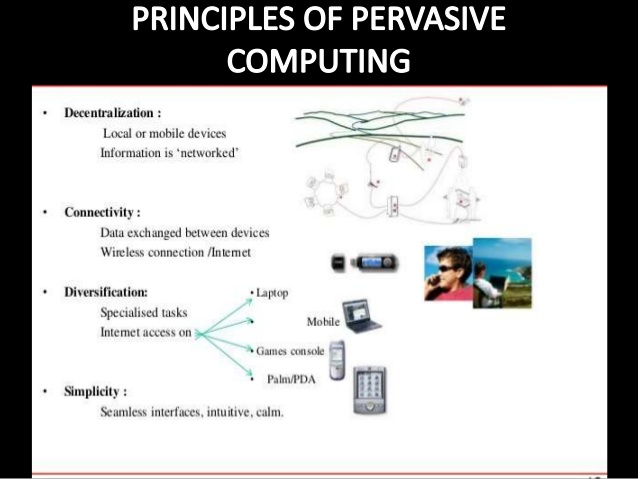 PRINCIPLES OF PERVASIVE
COMPUTING
• Decentralization :
Local or mobile devices
Information is ‘networked’
• Connectivity :
Data exchanged between devices
Wireless connection /Internet
• Diversification:
Specialised tasks
Internet access on
• Laptop
• Mobile
• Games console
• Palm/PDA
• Simplicity :
Seamless interfaces, intuitive, calm.